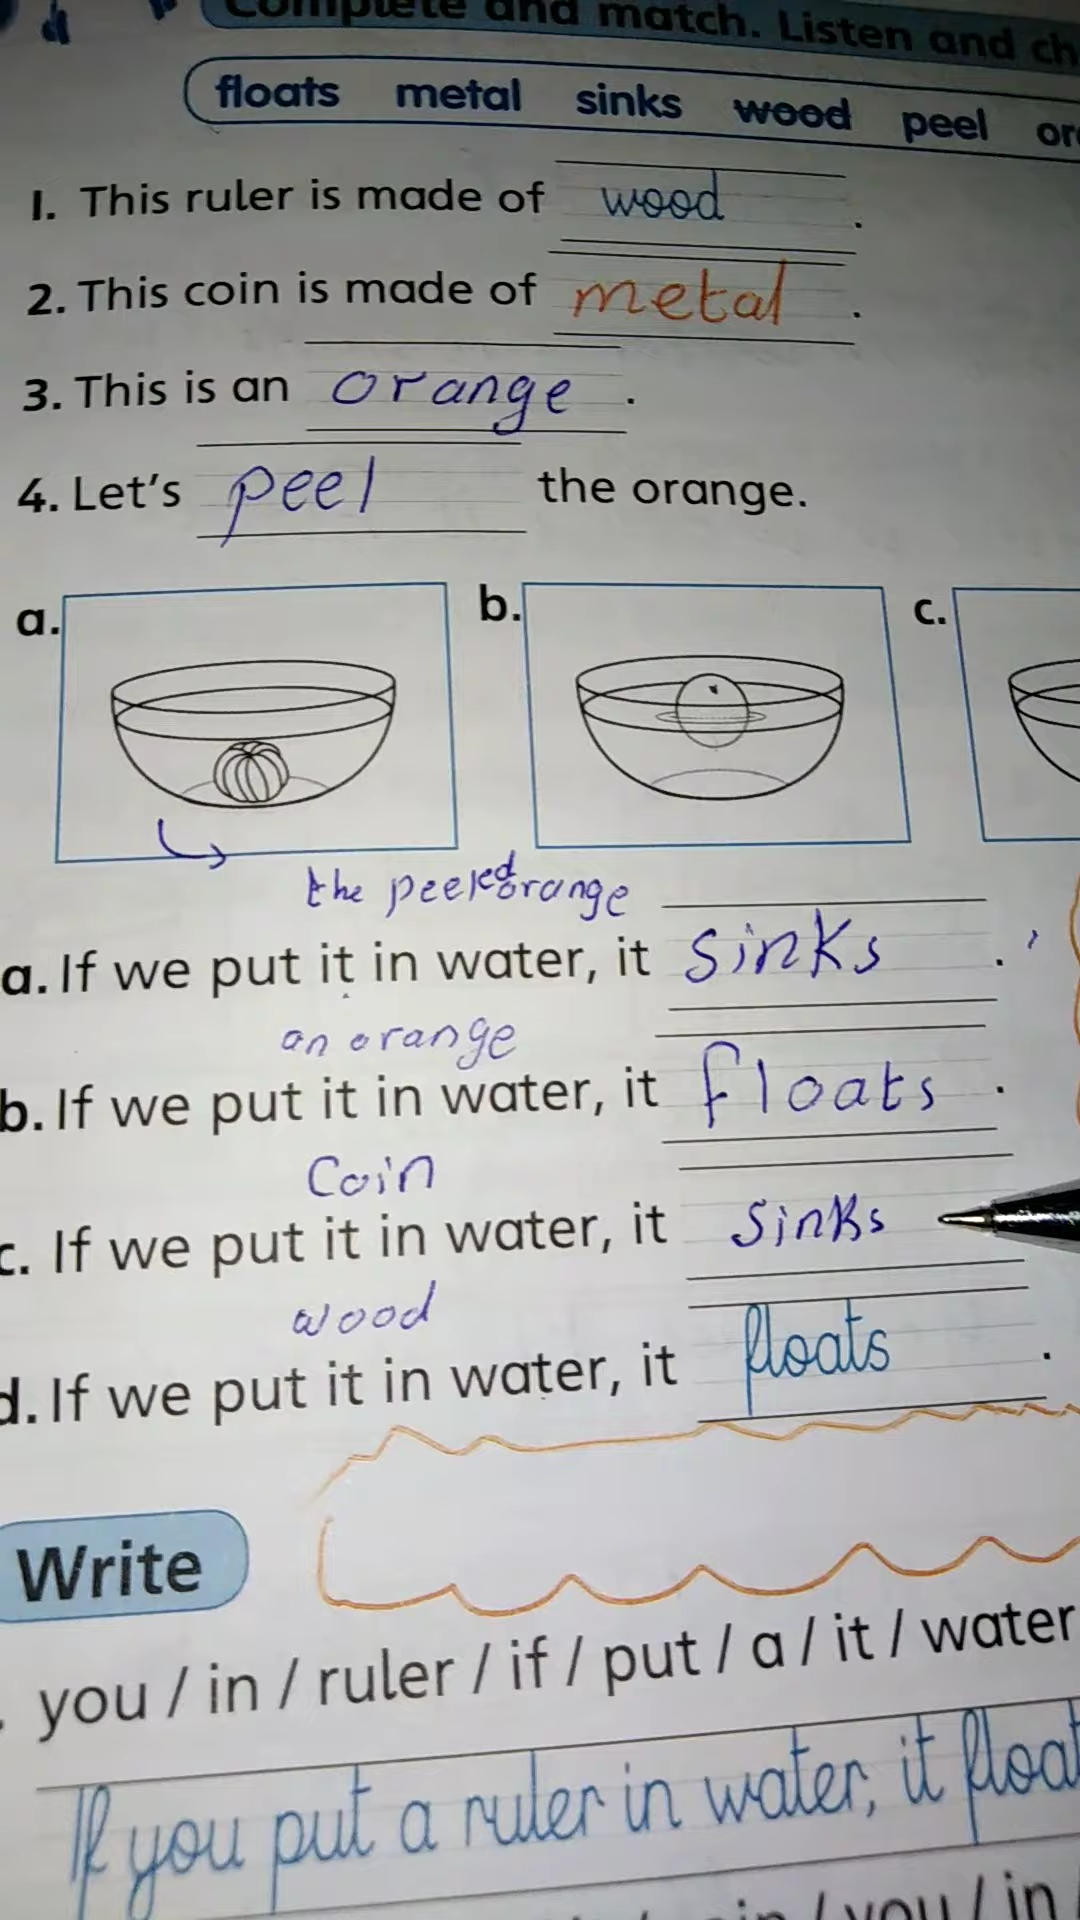 Complete and match. Listen and ch
floats metal sinks wood peel or
1. This ruler is made of wood.
2. This coin is made of metal.
3. This is an orange.
4. Let's peel the orange.
a. b. c.
the peeled orange
a. If we put it in water, it sinks.
an orange
b. If we put it in water, it floats.
Coin
c. If we put it in water, it sinks
wood
d. If we put it in water, it floats.
Write
you / in / ruler / if / put / a / it / water
If you put a ruler in water, it float
/ you / in /